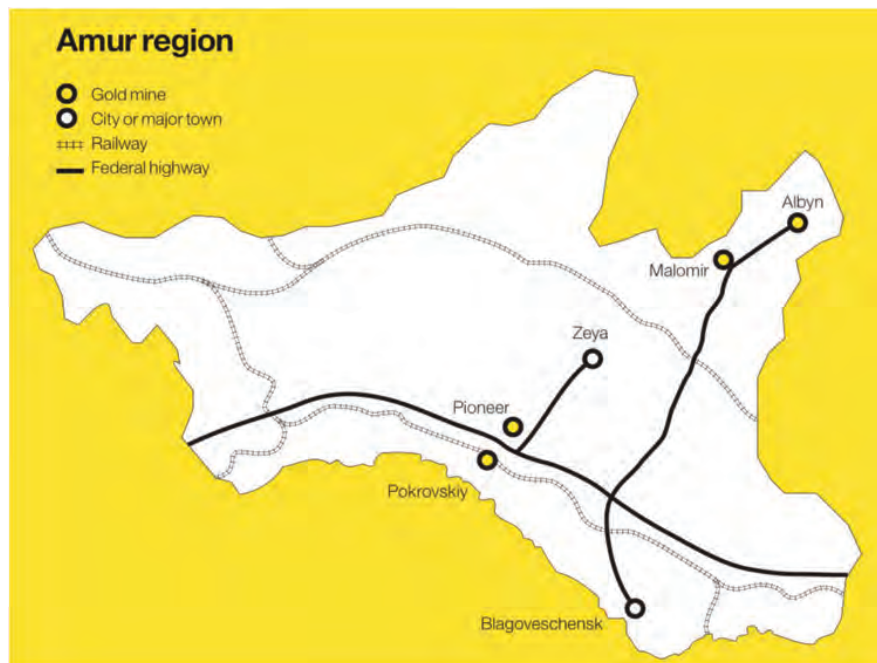 Amur region
Gold mine
City or major town
Railway
Federal highway
Albyn
Malomir
Zeya
Pioneer
Pokrovskiy
Blagoveschensk